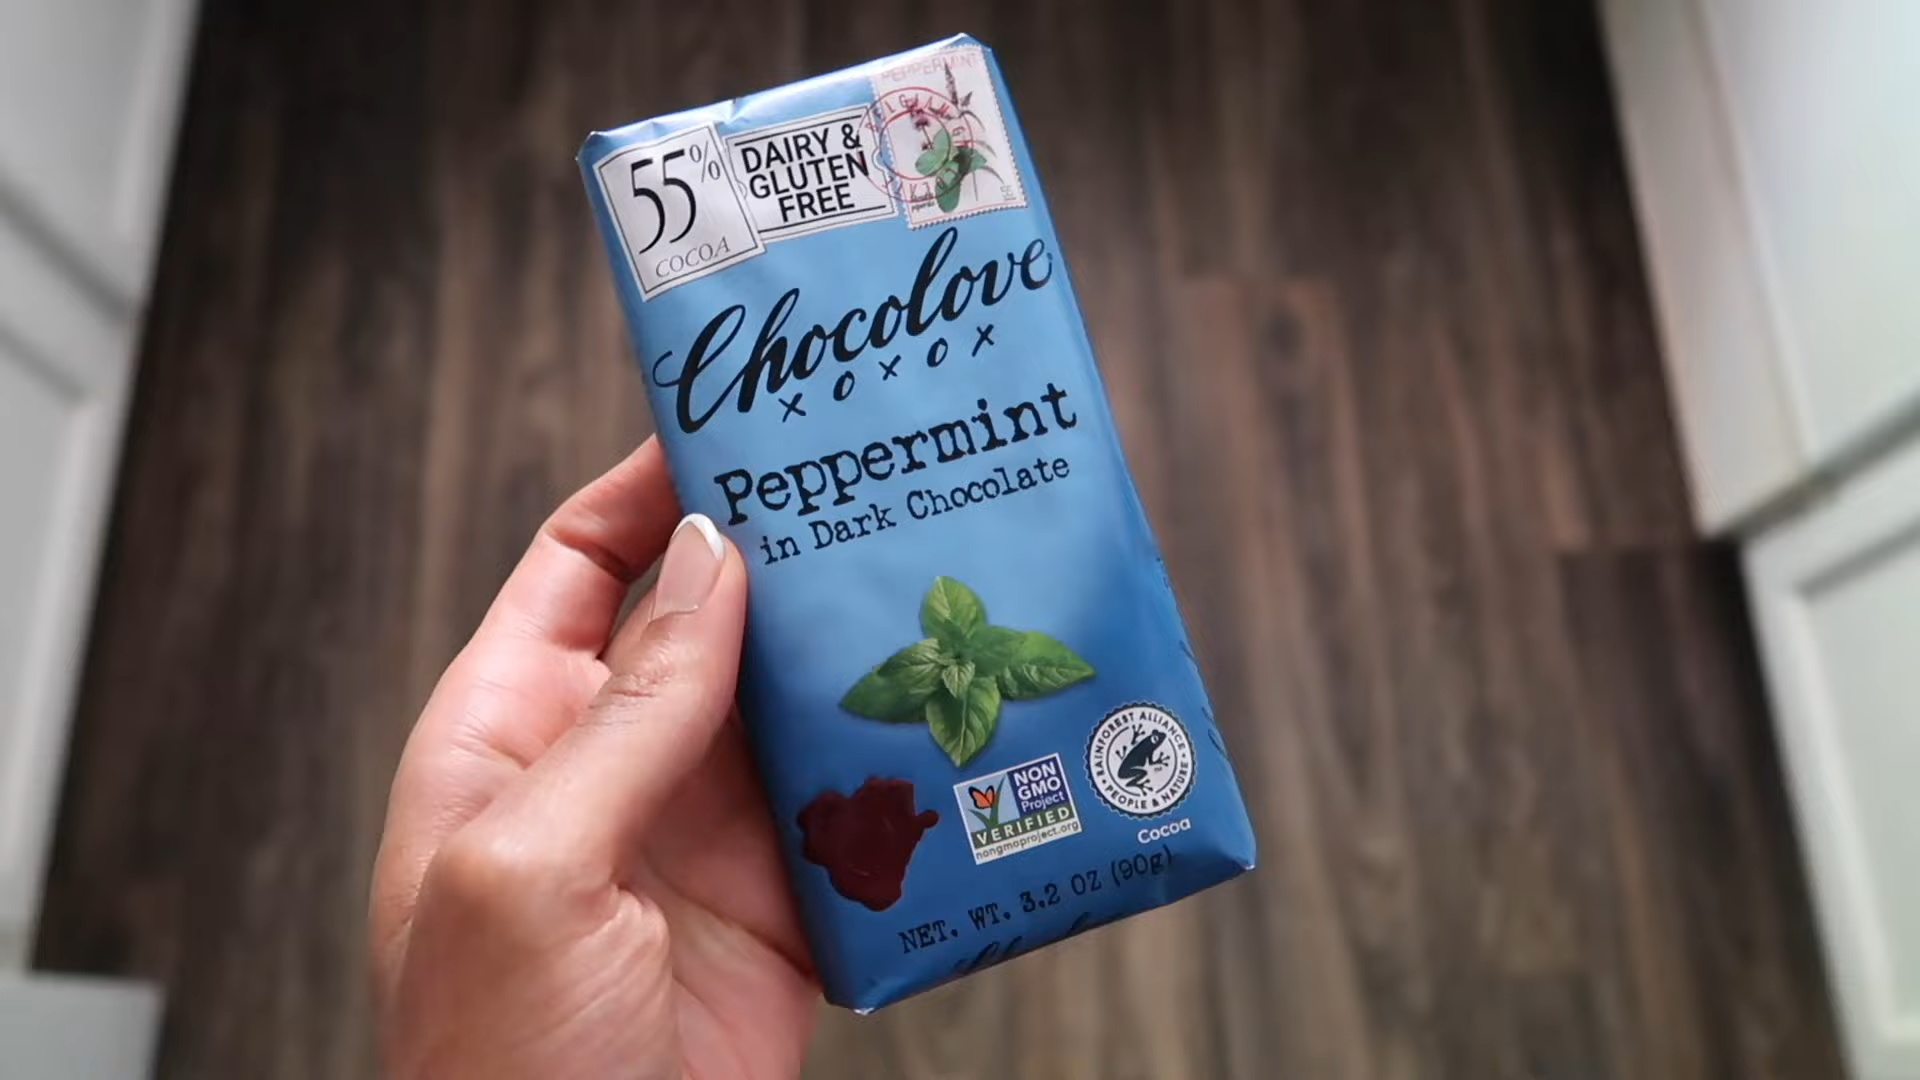 55%
COCOA
DAIRY &
GLUTEN
FREE
PEPPERMINT
Chocolove
x o x o x
Peppermint
in Dark Chocolate
NON
GMO
Project
VERIFIED
nongmoproject.org
RAINFOREST ALLIANCE
PEOPLE & NATURE
Cocoa
NET. WT. 3.2 OZ (90g)